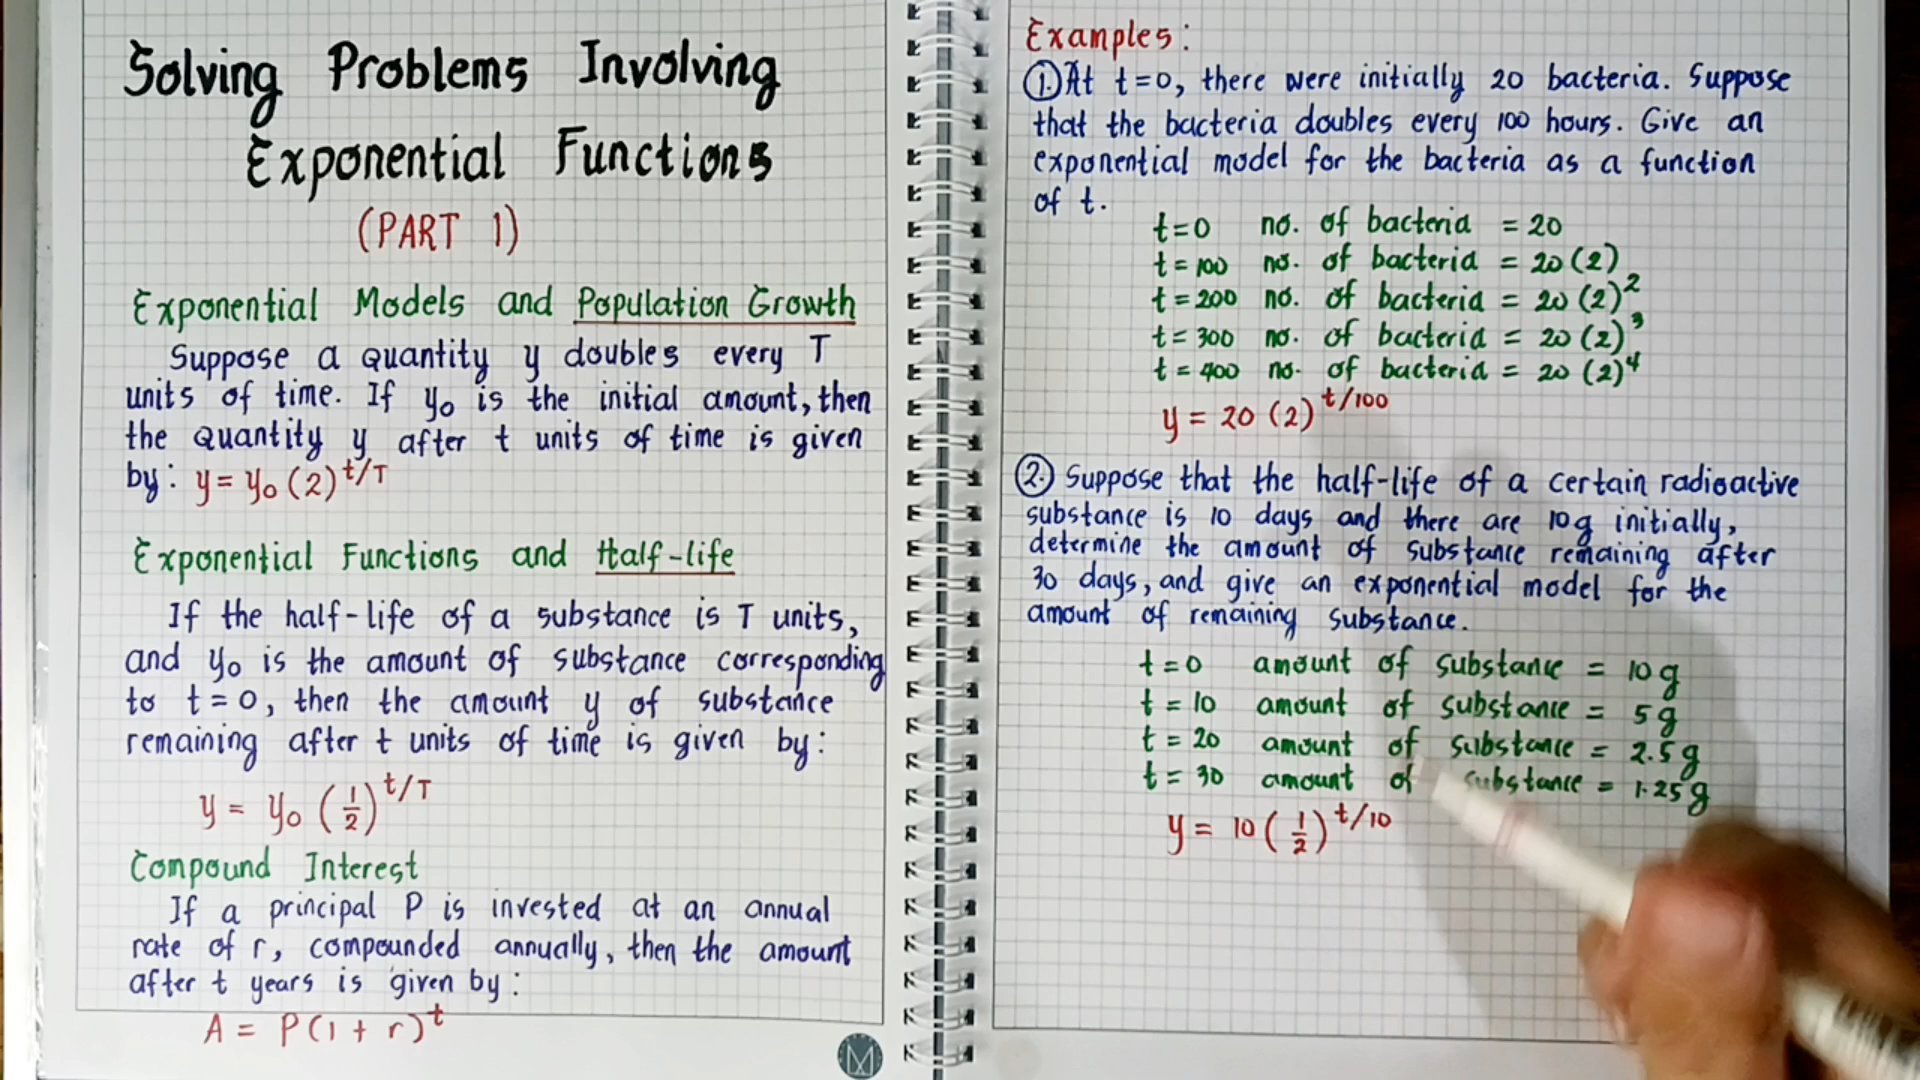 Solving Problems Involving
Exponential Functions
(PART 1)
Exponential Models and Population Growth
Suppose a quantity y doubles every T
units of time. If y₀ is the initial amount, then
the quantity y after t units of time is given
by: y = y₀ (2)^t/T
Exponential Functions and Half-life
If the half-life of a substance is T units,
and y₀ is the amount of substance corresponding
to t = 0, then the amount y of substance
remaining after t units of time is given by:
y = y₀ (1/2)^t/T
Compound Interest
If a principal P is invested at an annual
rate of r, compounded annually, then the amount
after t years is given by:
A = P(1 + r)^t
Examples:
1. At t=0, there were initially 20 bacteria. Suppose
that the bacteria doubles every 100 hours. Give an
exponential model for the bacteria as a function
of t.
t=0 no. of bacteria = 20
t = 100 no. of bacteria = 20 (2)
t = 200 no. of bacteria = 20 (2)²
t = 300 no. of bacteria = 20 (2)³
t = 400 no. of bacteria = 20 (2)⁴
y = 20 (2)^t/100
2. Suppose that the half-life of a certain radioactive
substance is 10 days and there are 10g initially,
determine the amount of substance remaining after
30 days, and give an exponential model for the
amount of remaining substance.
t = 0 amount of substance = 10 g
t = 10 amount of substance = 5 g
t = 20 amount of substance = 2.5 g
t = 30 amount of substance = 1.25 g
y = 10 (1/2)^t/10